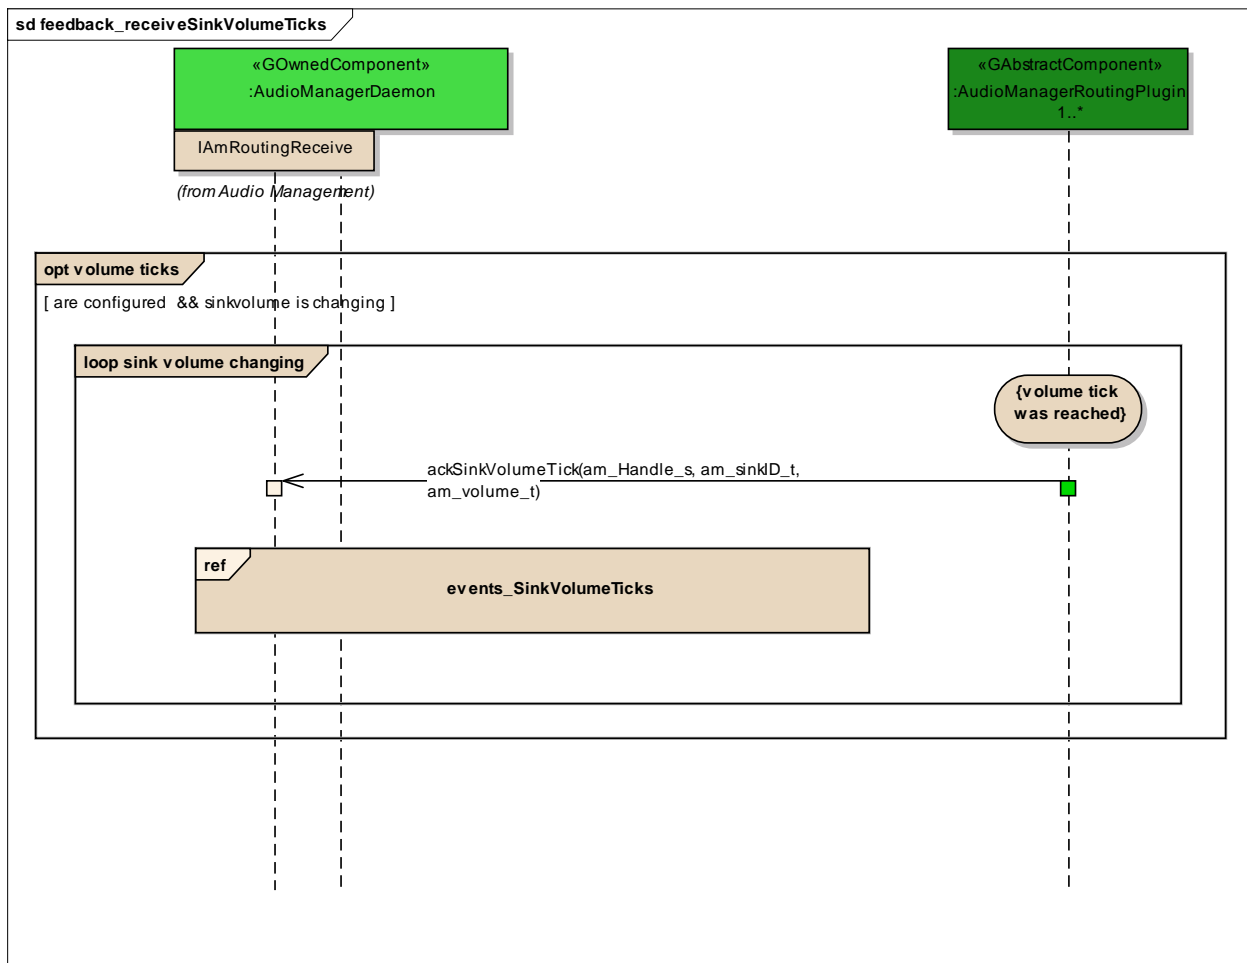 sd feedback_receiveSinkVolumeTicks
«GOwnedComponent»
:AudioManagerDaemon
IAmRoutingReceive
(from Audio Management)
«GAbstractComponent»
:AudioManagerRoutingPlugin
1..*
opt volume ticks
[ are configured && sinkvolume is changing ]
loop sink volume changing
{volume tick
was reached}
ackSinkVolumeTick(am_Handle_s, am_sinkID_t,
am_volume_t)
ref
events_SinkVolumeTicks